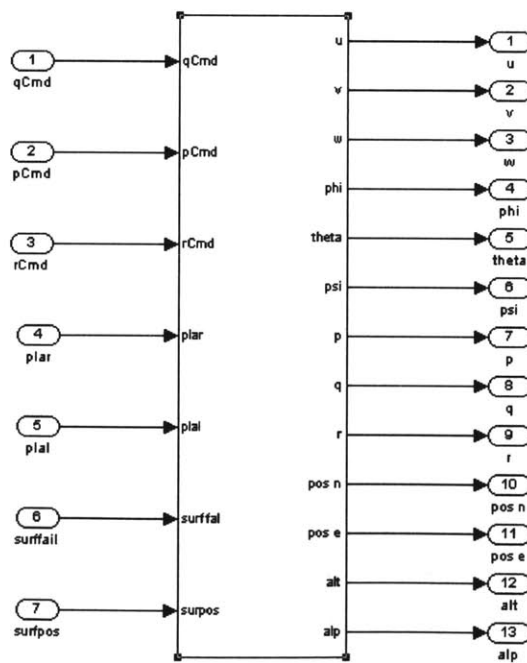 1
qCmd
2
pCmd
3
rCmd
4
plar
5
plal
6
surffail
7
surfpos
qCmd
pCmd
rCmd
plar
plal
surffal
surpos
u
v
w
phi
theta
psi
p
q
r
pos n
pos e
alt
alp
1
u
2
v
3
w
4
phi
5
theta
6
psi
7
p
8
q
9
r
10
pos n
11
pos e
12
alt
13
alp